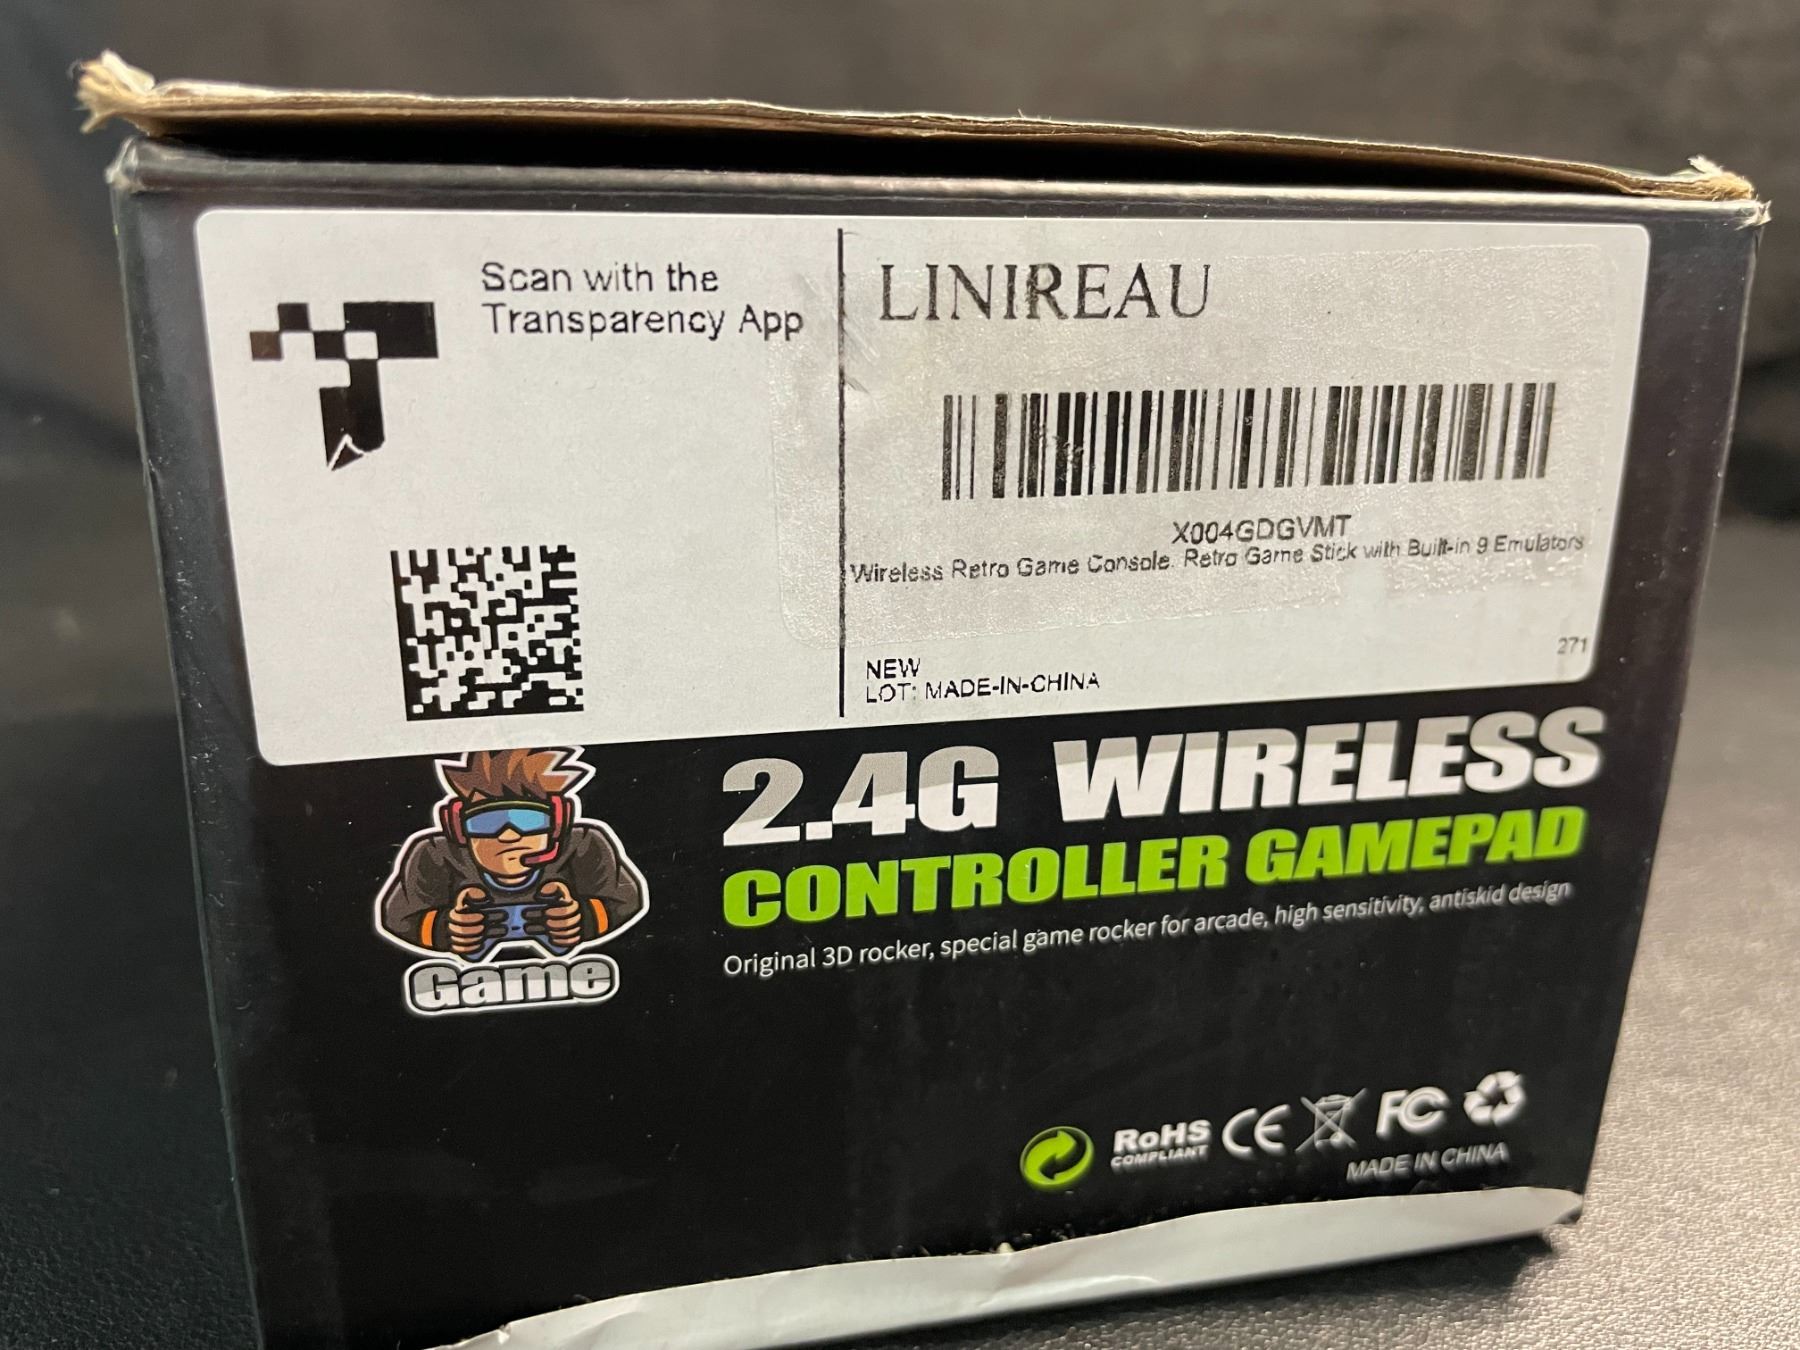 Scan with the
Transparency App
LINIREAU
X004GDGVMT
Wireless Retro Game Console, Retro Game Stick with Built-in 9 Emulators
271
NEW
LOT: MADE-IN-CHINA
2.4G WIRELESS
CONTROLLER GAMEPAD
Original 3D rocker, special game rocker for arcade, high sensitivity, antiskid design
Game
RoHS
COMPLIANT
CE
FC
MADE IN CHINA